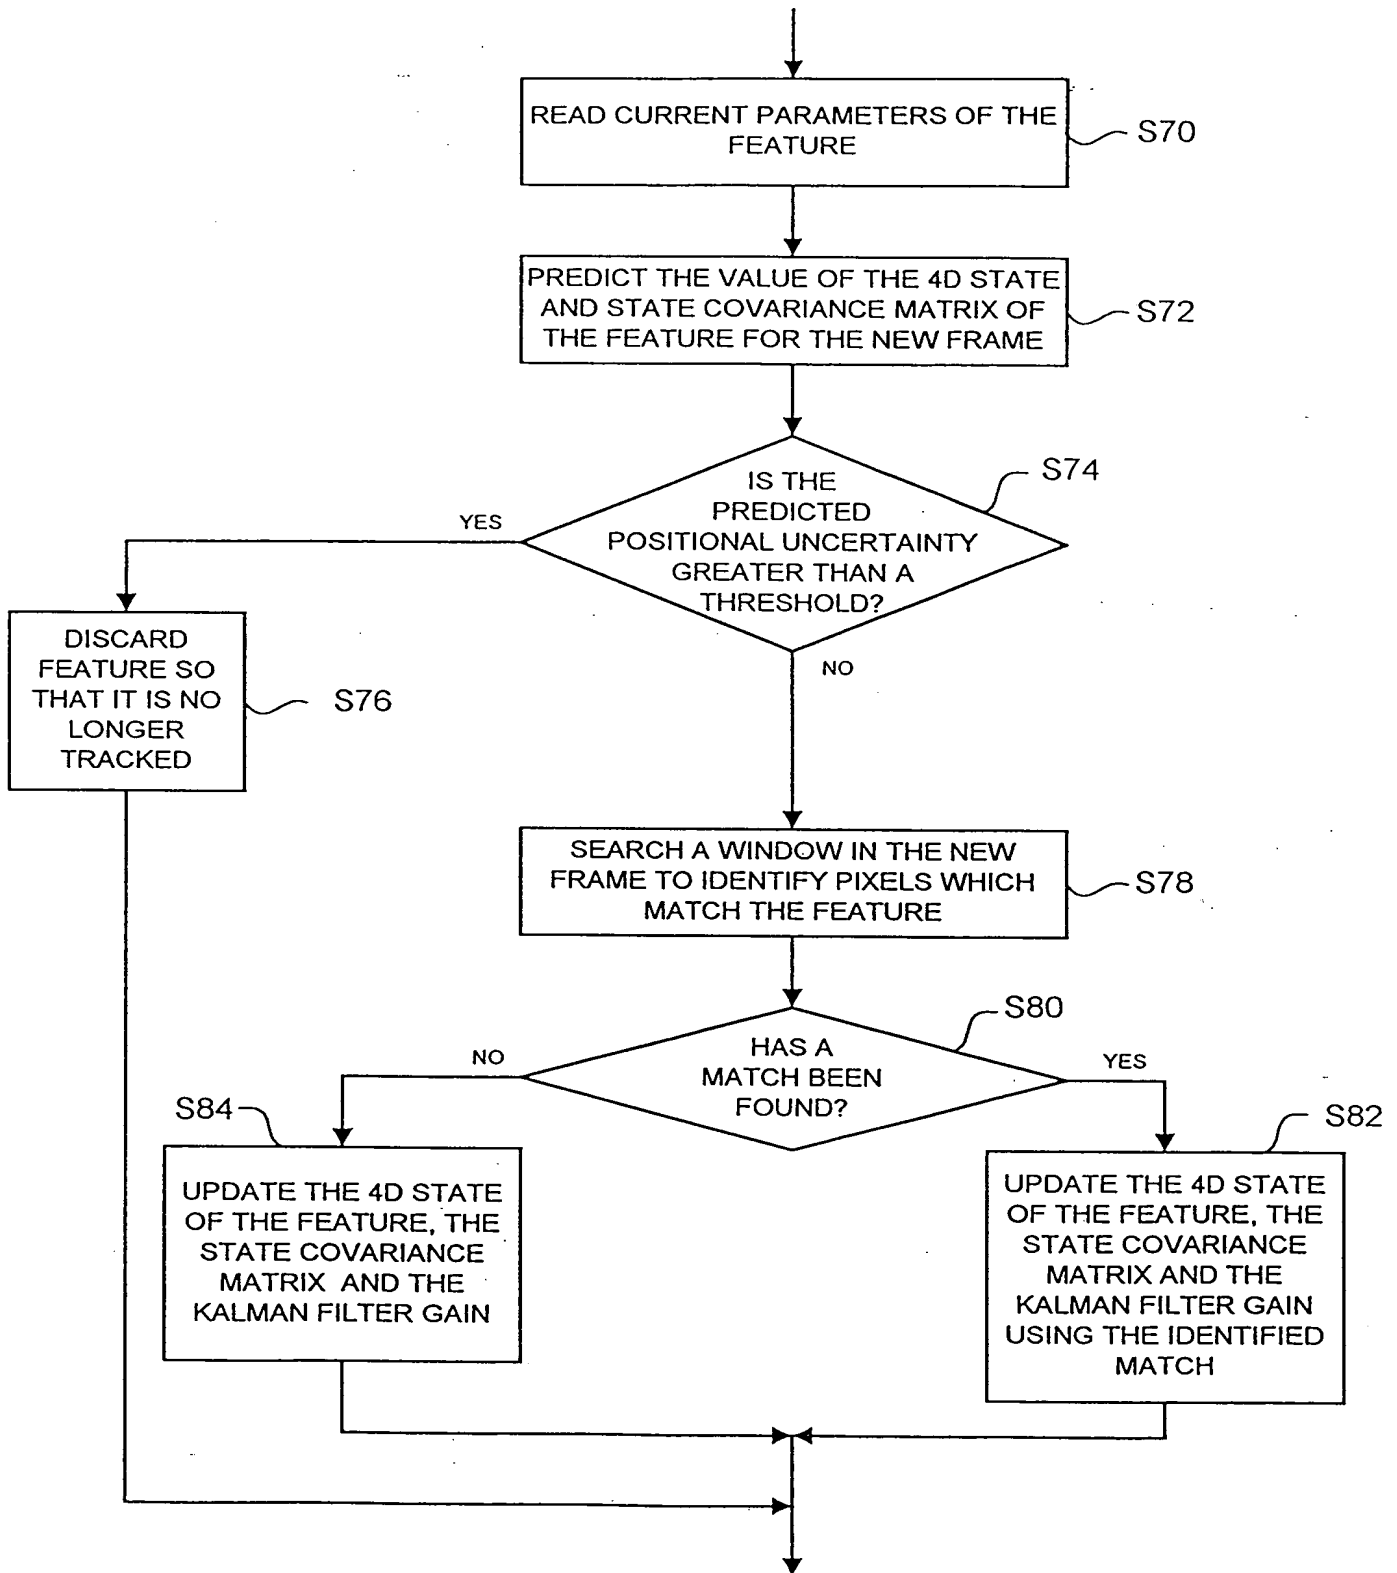 READ CURRENT PARAMETERS OF THE
FEATURE
S70
PREDICT THE VALUE OF THE 4D STATE
AND STATE COVARIANCE MATRIX OF
THE FEATURE FOR THE NEW FRAME
S72
IS THE
PREDICTED
POSITIONAL UNCERTAINTY
GREATER THAN A
THRESHOLD?
S74
YES
NO
DISCARD
FEATURE SO
THAT IT IS NO
LONGER
TRACKED
S76
SEARCH A WINDOW IN THE NEW
FRAME TO IDENTIFY PIXELS WHICH
MATCH THE FEATURE
S78
HAS A
MATCH BEEN
FOUND?
S80
NO
YES
S84
UPDATE THE 4D STATE
OF THE FEATURE, THE
STATE COVARIANCE
MATRIX AND THE
KALMAN FILTER GAIN
S82
UPDATE THE 4D STATE
OF THE FEATURE, THE
STATE COVARIANCE
MATRIX AND THE
KALMAN FILTER GAIN
USING THE IDENTIFIED
MATCH